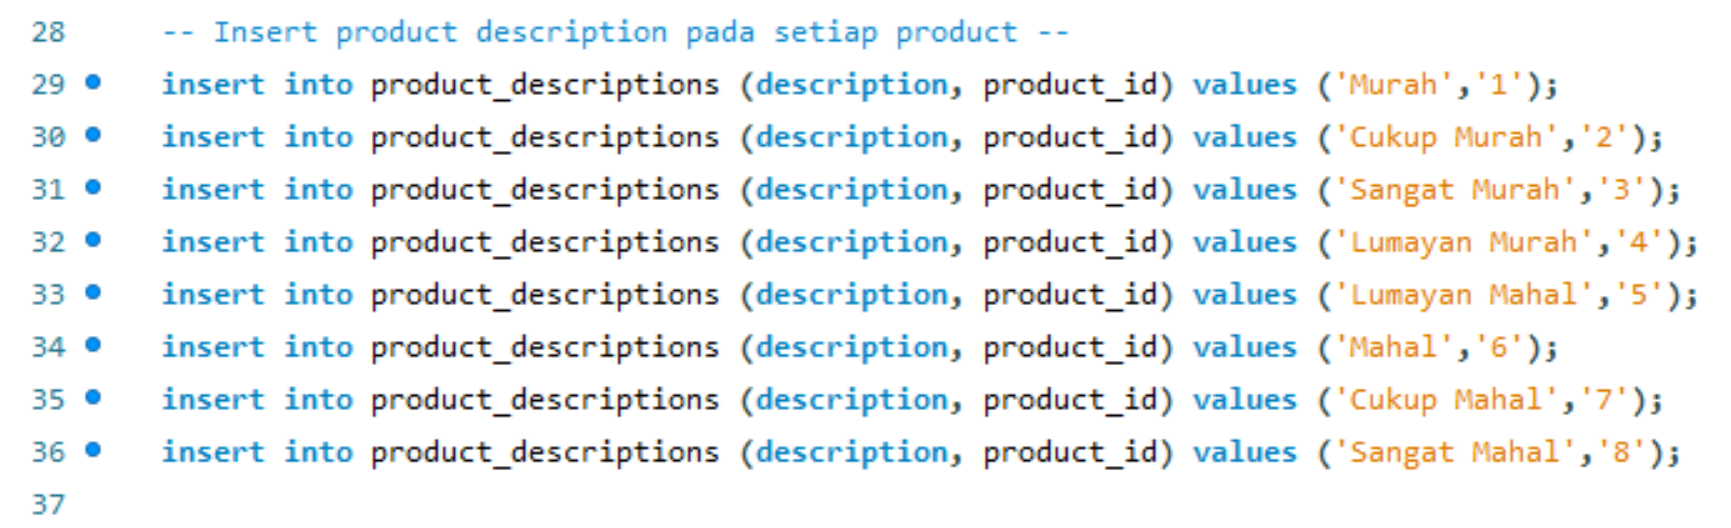 28 -- Insert product description pada setiap product --
29 insert into product_descriptions (description, product_id) values ('Murah','1');
30 insert into product_descriptions (description, product_id) values ('Cukup Murah','2');
31 insert into product_descriptions (description, product_id) values ('Sangat Murah','3');
32 insert into product_descriptions (description, product_id) values ('Lumayan Murah','4');
33 insert into product_descriptions (description, product_id) values ('Lumayan Mahal','5');
34 insert into product_descriptions (description, product_id) values ('Mahal','6');
35 insert into product_descriptions (description, product_id) values ('Cukup Mahal','7');
36 insert into product_descriptions (description, product_id) values ('Sangat Mahal','8');
37